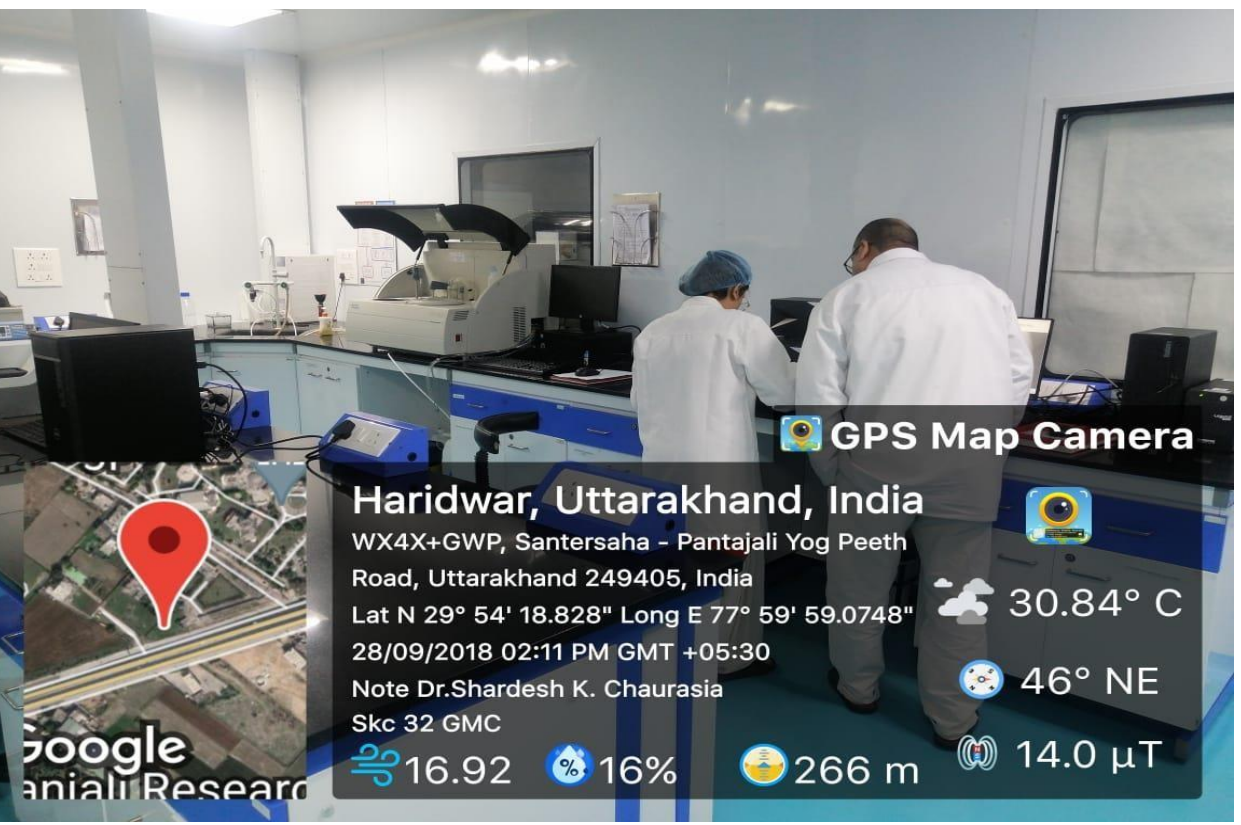 GPS Map Camera
Haridwar, Uttarakhand, India
WX4X+GWP, Santersaha - Pantajali Yog Peeth
Road, Uttarakhand 249405, India
Lat N 29° 54' 18.828" Long E 77° 59' 59.0748"
28/09/2018 02:11 PM GMT +05:30
Note Dr.Shardesh K. Chaurasia
Skc 32 GMC
30.84° C
46° NE
14.0 µT
16.92
16%
266 m
Google
anjali Researc